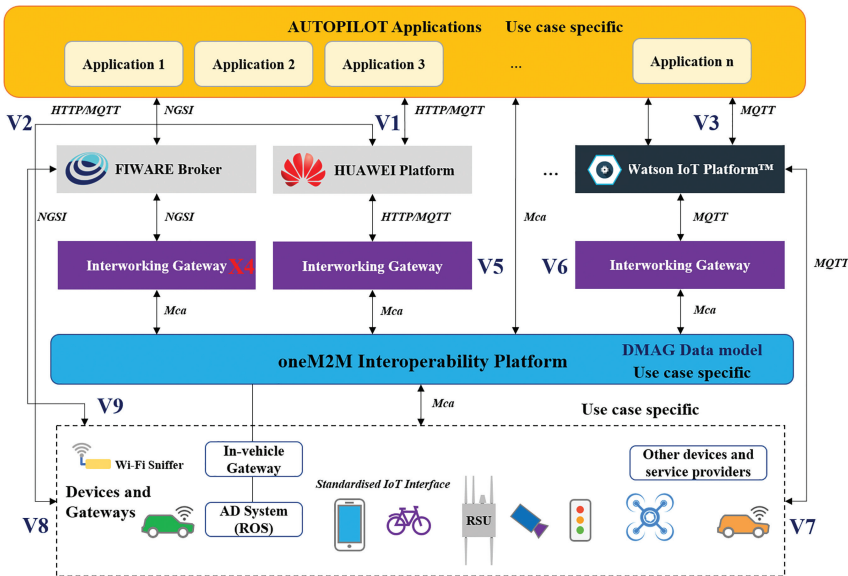 AUTOPILOT Applications Use case specific
Application 1
Application 2
Application 3
...
Application n
HTTP/MQTT
NGSI
HTTP/MQTT
MQTT
V2
V1
V3
FIWARE Broker
HUAWEI Platform
...
Watson IoT Platform™
NGSI
NGSI
HTTP/MQTT
Mca
MQTT
MQTT
Interworking Gateway X4
Interworking Gateway
V5
V6
Interworking Gateway
Mca
Mca
Mca
oneM2M Interoperability Platform
DMAG Data model
Use case specific
V9
Mca
Use case specific
Wi-Fi Sniffer
In-vehicle
Gateway
Other devices and
service providers
Devices and
Gateways
Standardised IoT Interface
AD System
(ROS)
RSU
V8
V7